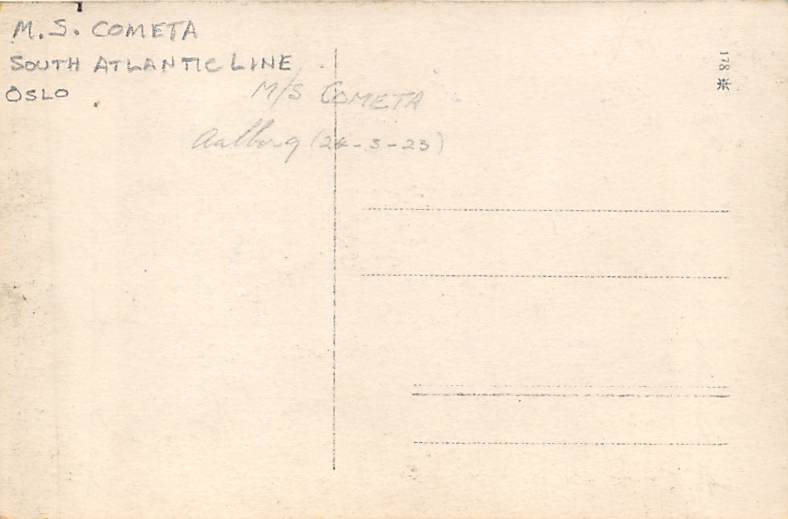 M.S. COMETA
SOUTH ATLANTIC LINE
OSLO
M/S COMETA
Aalborg (24-3-23)
178